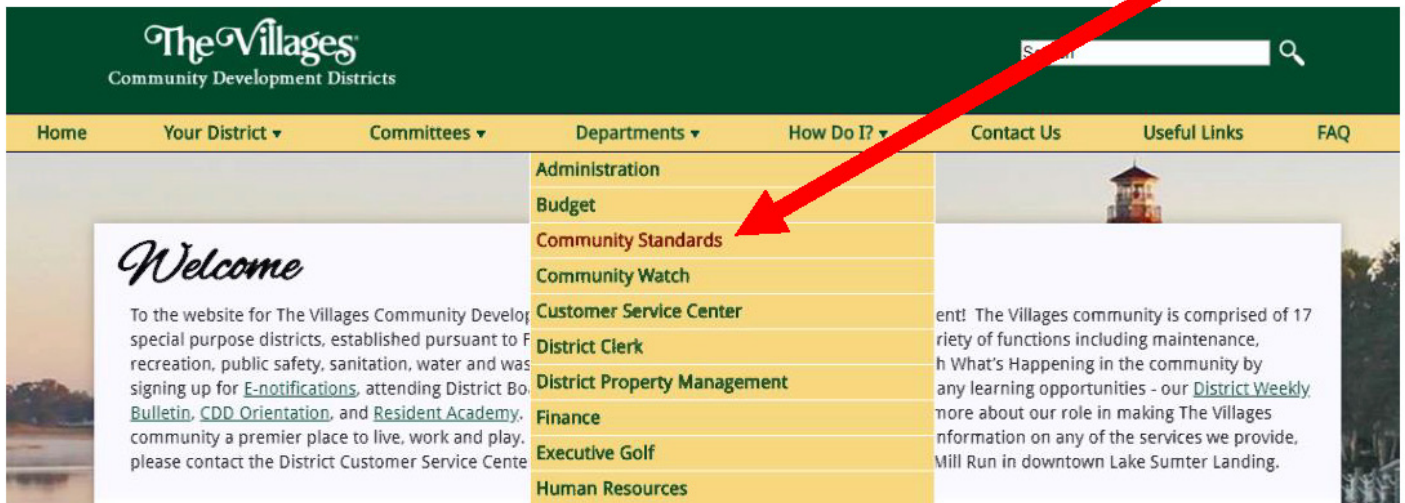 The Villages
Community Development Districts
Home Your District ▾ Committees ▾ Departments ▾ How Do I? ▾ Contact Us Useful Links FAQ
Administration
Budget
Community Standards
Community Watch
Customer Service Center
District Clerk
District Property Management
Finance
Executive Golf
Human Resources
Welcome
To the website for The Villages Community Develop ent! The Villages community is comprised of 17
special purpose districts, established pursuant to F riety of functions including maintenance,
recreation, public safety, sanitation, water and was h What's Happening in the community by
signing up for E-notifications, attending District Bo any learning opportunities - our District Weekly
Bulletin, CDD Orientation, and Resident Academy. more about our role in making The Villages
community a premier place to live, work and play. nformation on any of the services we provide,
please contact the District Customer Service Cente Mill Run in downtown Lake Sumter Landing.